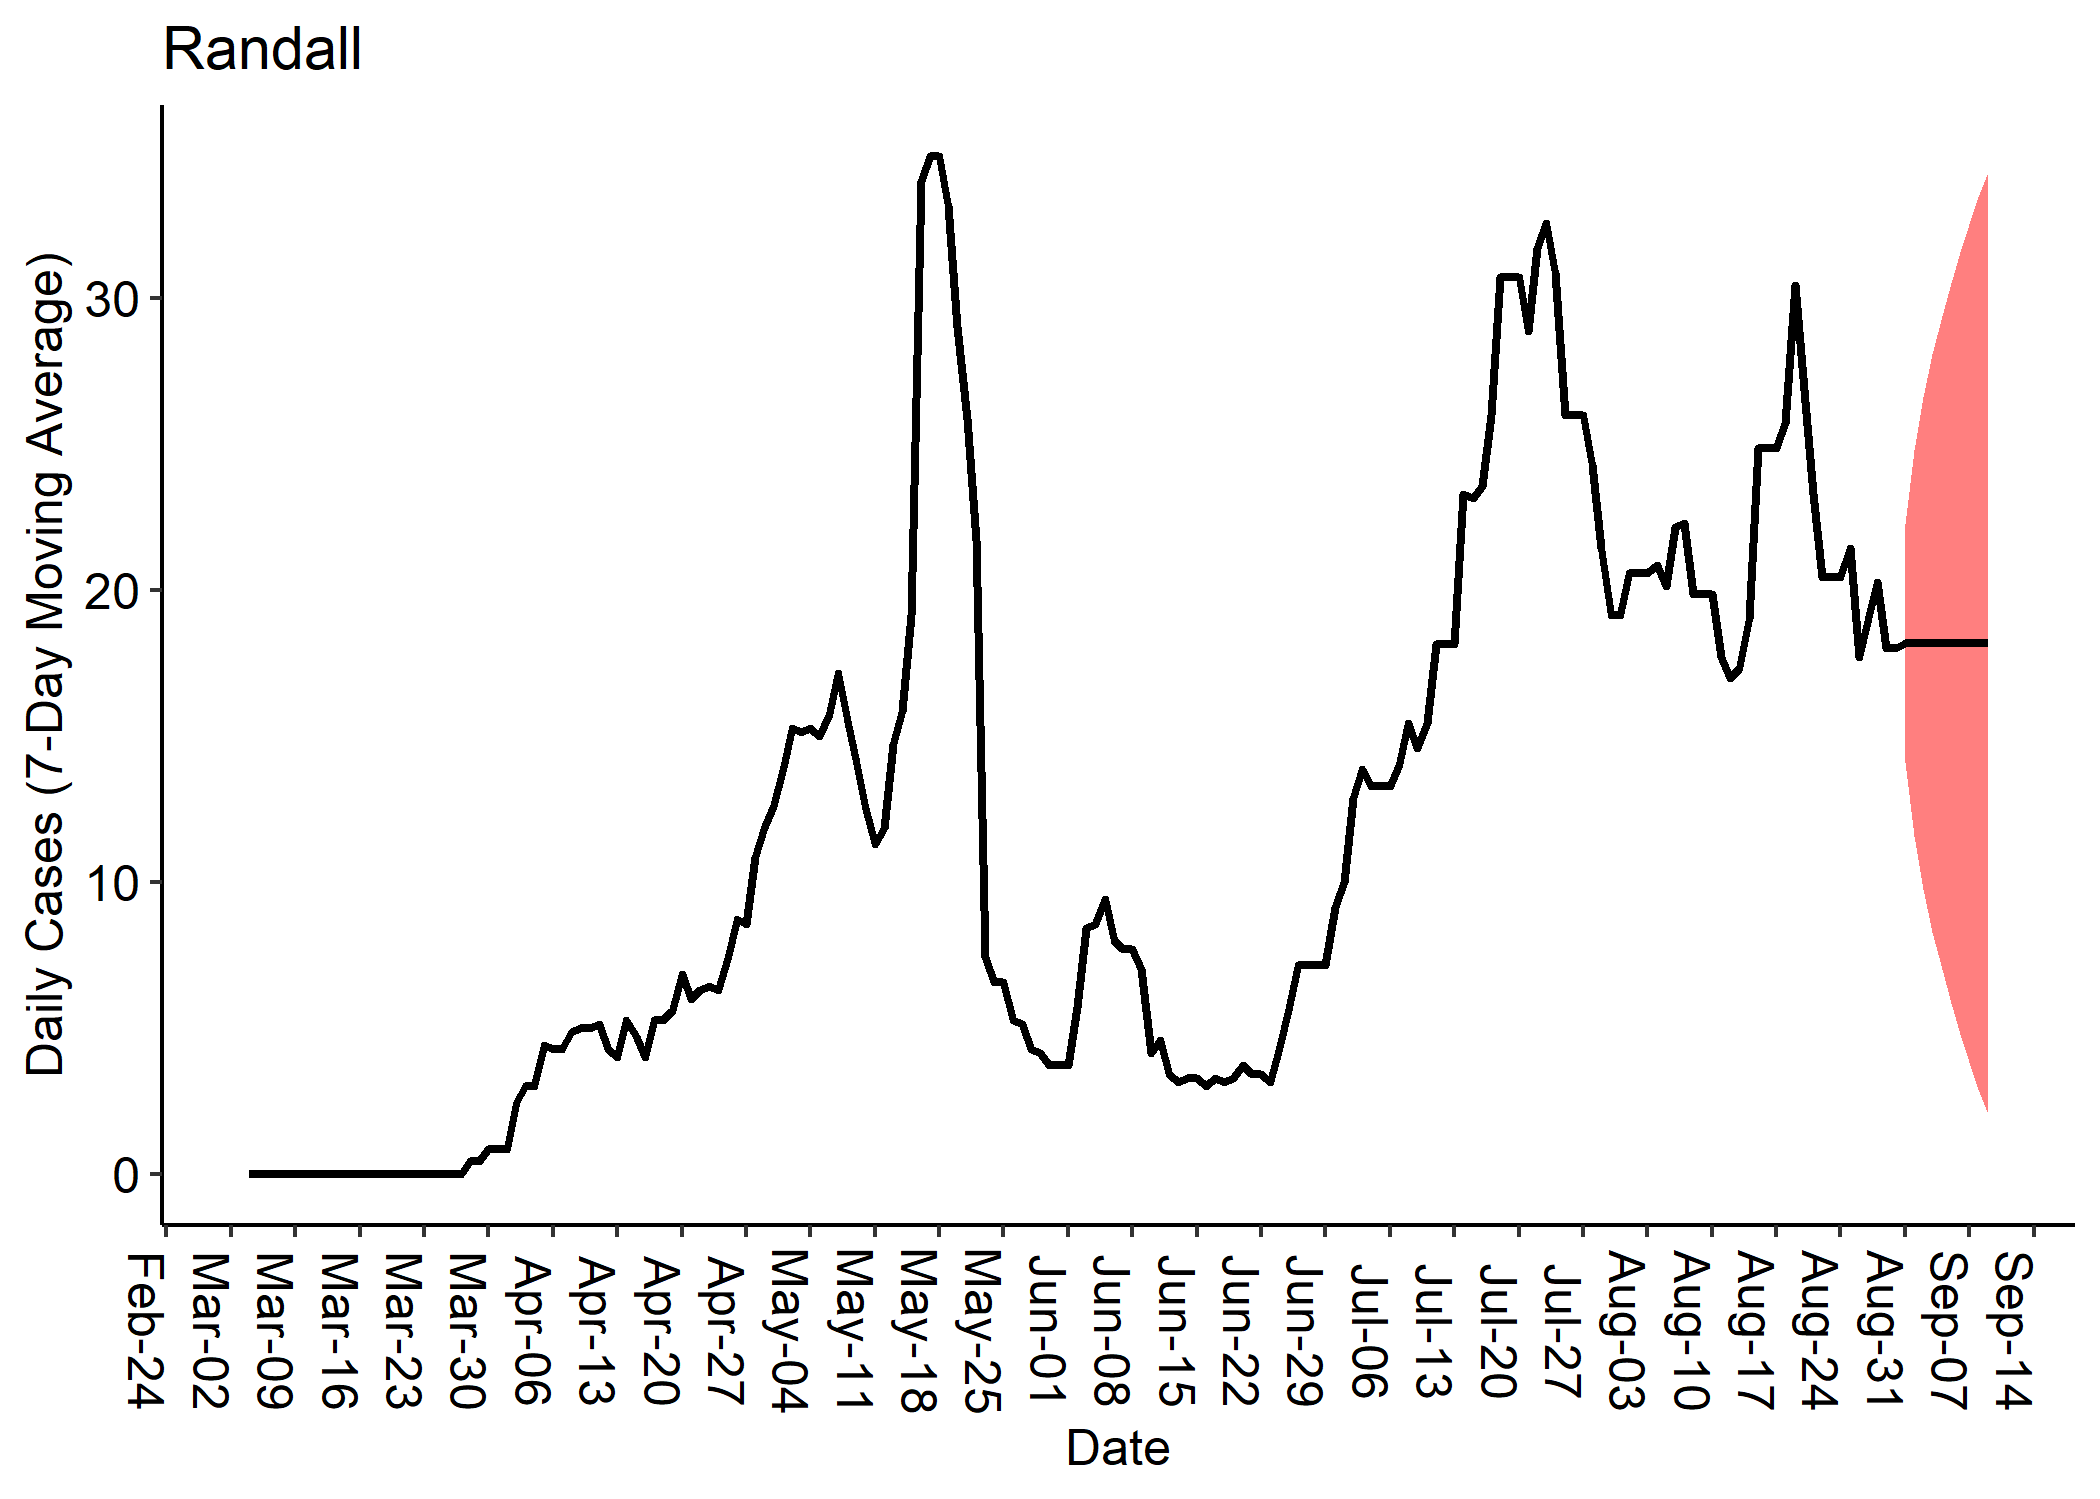 Randall
Daily Cases (7-Day Moving Average)
30
20
10
0
Feb-24
Mar-02
Mar-09
Mar-16
Mar-23
Mar-30
Apr-06
Apr-13
Apr-20
Apr-27
May-04
May-11
May-18
May-25
Jun-01
Jun-08
Jun-15
Jun-22
Jun-29
Jul-06
Jul-13
Jul-20
Jul-27
Aug-03
Aug-10
Aug-17
Aug-24
Aug-31
Sep-07
Sep-14
Date